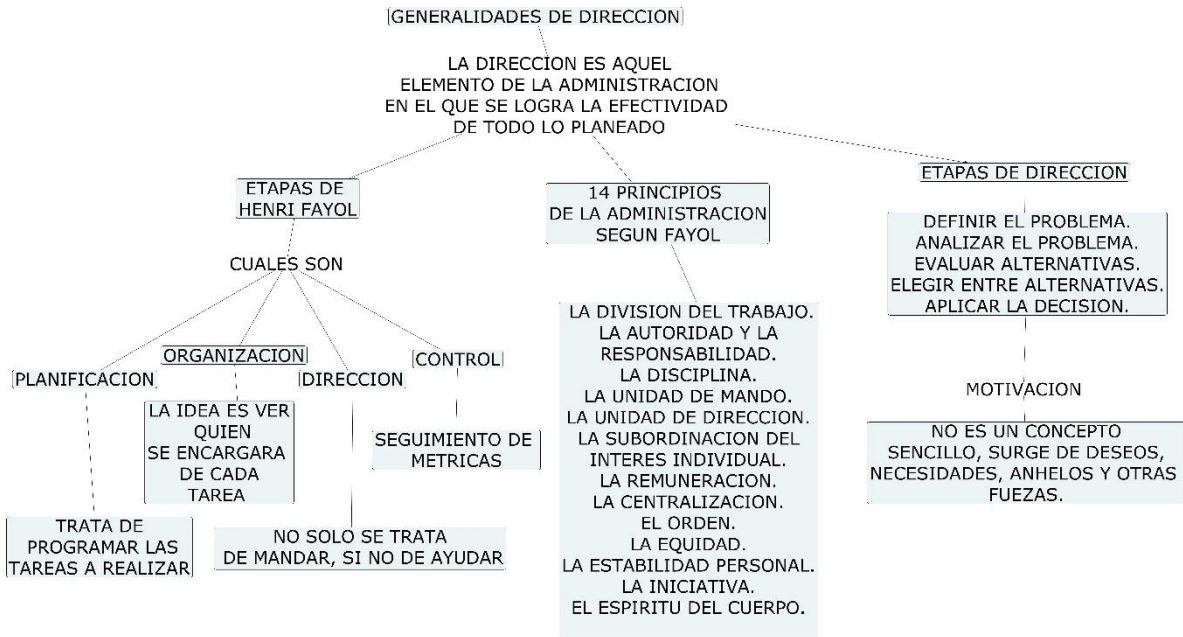 GENERALIDADES DE DIRECCION
LA DIRECCION ES AQUEL
ELEMENTO DE LA ADMINISTRACION
EN EL QUE SE LOGRA LA EFECTIVIDAD
DE TODO LO PLANEADO
ETAPAS DE
HENRI FAYOL
CUALES SON
PLANIFICACION
TRATA DE
PROGRAMAR LAS
TAREAS A REALIZAR
ORGANIZACION
LA IDEA ES VER
QUIEN
SE ENCARGARA
DE CADA
TAREA
DIRECCION
NO SOLO SE TRATA
DE MANDAR, SI NO DE AYUDAR
CONTROL
SEGUIMIENTO DE
METRICAS
14 PRINCIPIOS
DE LA ADMINISTRACION
SEGUN FAYOL
LA DIVISION DEL TRABAJO.
LA AUTORIDAD Y LA
RESPONSABILIDAD.
LA DISCIPLINA.
LA UNIDAD DE MANDO.
LA UNIDAD DE DIRECCION.
LA SUBORDINACION DEL
INTERES INDIVIDUAL.
LA REMUNERACION.
LA CENTRALIZACION.
EL ORDEN.
LA EQUIDAD.
LA ESTABILIDAD PERSONAL.
LA INICIATIVA.
EL ESPIRITU DEL CUERPO.
ETAPAS DE DIRECCION
DEFINIR EL PROBLEMA.
ANALIZAR EL PROBLEMA.
EVALUAR ALTERNATIVAS.
ELEGIR ENTRE ALTERNATIVAS.
APLICAR LA DECISION.
MOTIVACION
NO ES UN CONCEPTO
SENCILLO, SURGE DE DESEOS,
NECESIDADES, ANHELOS Y OTRAS
FUEZAS.